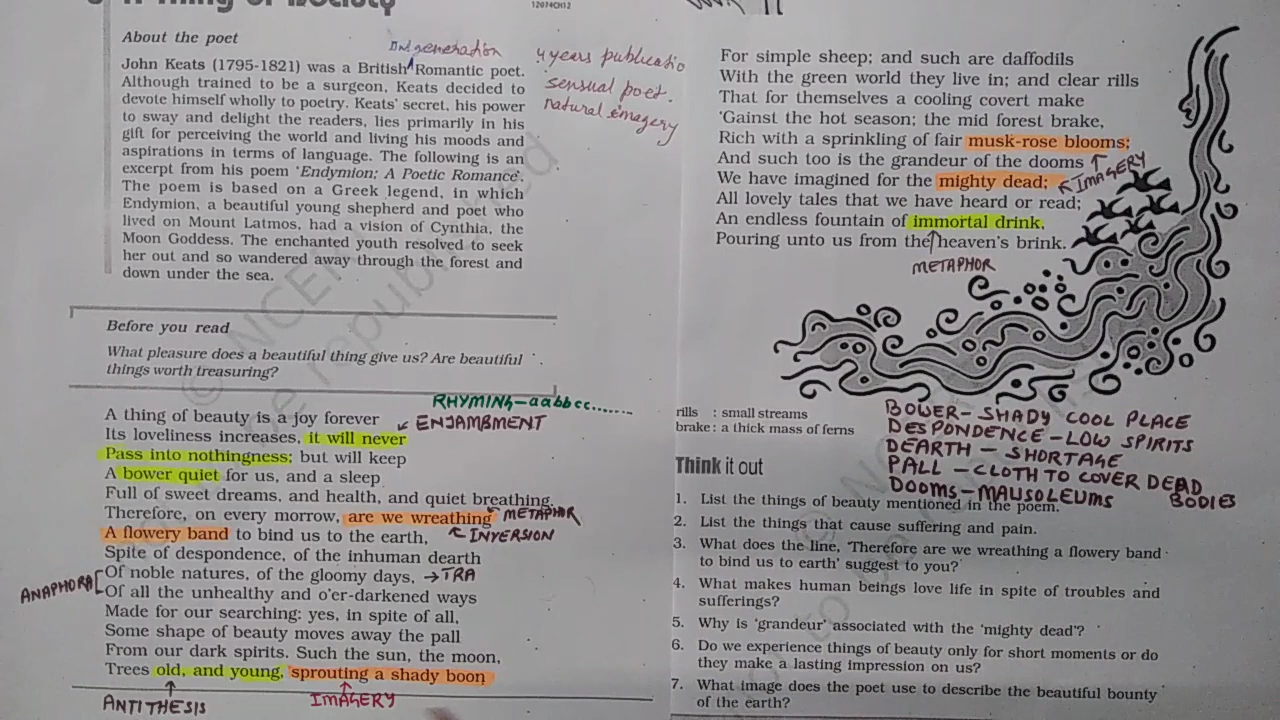 A Thing of Beauty
12074CH12
About the poet
IInd generation
John Keats (1795-1821) was a British Romantic poet.
Although trained to be a surgeon, Keats decided to
devote himself wholly to poetry. Keats' secret, his power
to sway and delight the readers, lies primarily in his
gift for perceiving the world and living his moods and
aspirations in terms of language. The following is an
excerpt from his poem 'Endymion; A Poetic Romance'.
The poem is based on a Greek legend, in which
Endymion, a beautiful young shepherd and poet who
lived on Mount Latmos, had a vision of Cynthia, the
Moon Goddess. The enchanted youth resolved to seek
her out and so wandered away through the forest and
down under the sea.
4 years publicatio
sensual poet.
natural imagery
Before you read
What pleasure does a beautiful thing give us? Are beautiful
things worth treasuring?
RHYMING-aabbcc.......
A thing of beauty is a joy forever
ENJAMBMENT
Its loveliness increases, it will never
Pass into nothingness; but will keep
A bower quiet for us, and a sleep
Full of sweet dreams, and health, and quiet breathing.
Therefore, on every morrow, are we wreathing METAPHOR
A flowery band to bind us to the earth, INVERSION
Spite of despondence, of the inhuman dearth
Of noble natures, of the gloomy days, →TRA
ANAPHORA
Of all the unhealthy and o'er-darkened ways
Made for our searching: yes, in spite of all,
Some shape of beauty moves away the pall
From our dark spirits. Such the sun, the moon,
Trees old, and young, sprouting a shady boon
ANTITHESIS
IMAGERY
For simple sheep; and such are daffodils
With the green world they live in; and clear rills
That for themselves a cooling covert make
'Gainst the hot season; the mid forest brake,
Rich with a sprinkling of fair musk-rose blooms;
And such too is the grandeur of the dooms
We have imagined for the mighty dead; IMAGERY
All lovely tales that we have heard or read;
An endless fountain of immortal drink,
Pouring unto us from the heaven's brink.
METAPHOR
rills : small streams
brake : a thick mass of ferns
BOWER- SHADY COOL PLACE
DESPONDENCE - LOW SPIRITS
DEARTH - SHORTAGE
PALL - CLOTH TO COVER DEAD
BODIES
DOOMS - MAUSOLEUMS
Think it out
1. List the things of beauty mentioned in the poem.
2. List the things that cause suffering and pain.
3. What does the line, 'Therefore are we wreathing a flowery band
to bind us to earth' suggest to you?
4. What makes human beings love life in spite of troubles and
sufferings?
5. Why is 'grandeur' associated with the 'mighty dead'?
6. Do we experience things of beauty only for short moments or do
they make a lasting impression on us?
7. What image does the poet use to describe the beautiful bounty
of the earth?